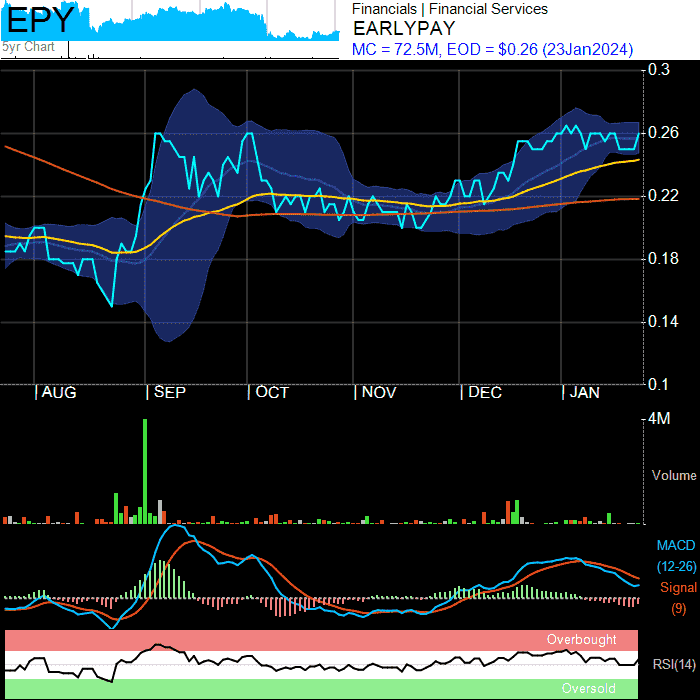 EPY
5yr Chart
Financials | Financial Services
EARLYPAY
MC = 72.5M, EOD = $0.26 (23Jan2024)
0.3
0.26
0.22
0.18
0.14
0.1
| AUG | SEP | OCT | NOV | DEC | JAN
4M
Volume
MACD
(12-26)
Signal
(9)
Overbought
RSI(14)
Oversold